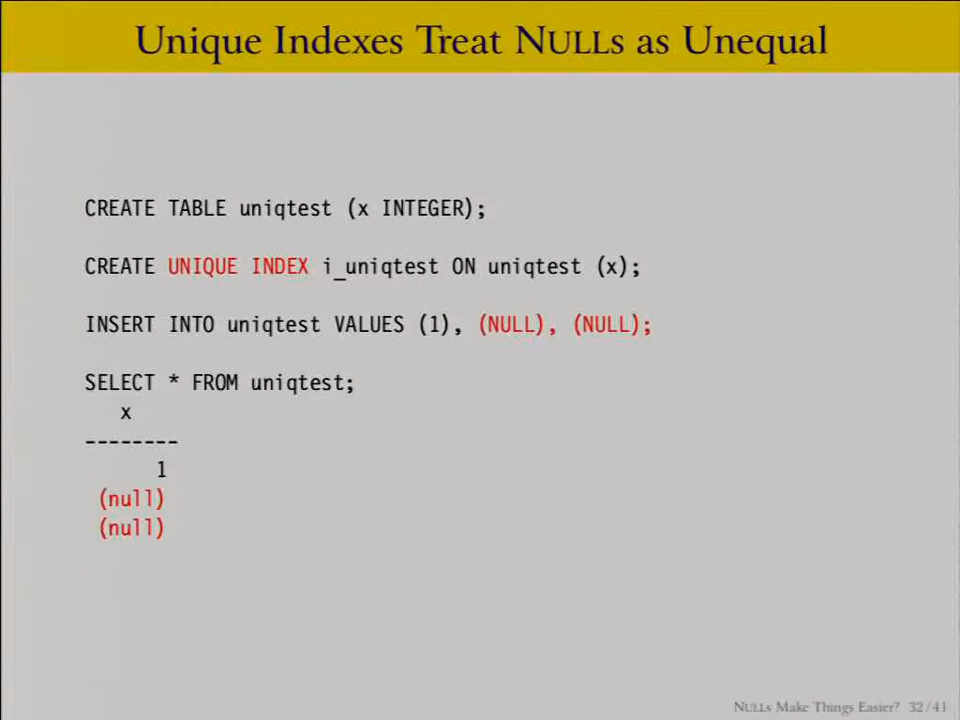 Unique Indexes Treat NULLs as Unequal
CREATE TABLE uniqtest (x INTEGER);
CREATE UNIQUE INDEX i_uniqtest ON uniqtest (x);
INSERT INTO uniqtest VALUES (1), (NULL), (NULL);
SELECT * FROM uniqtest;
x
--------
1
(null)
(null)
NULLs Make Things Easier? 32/41